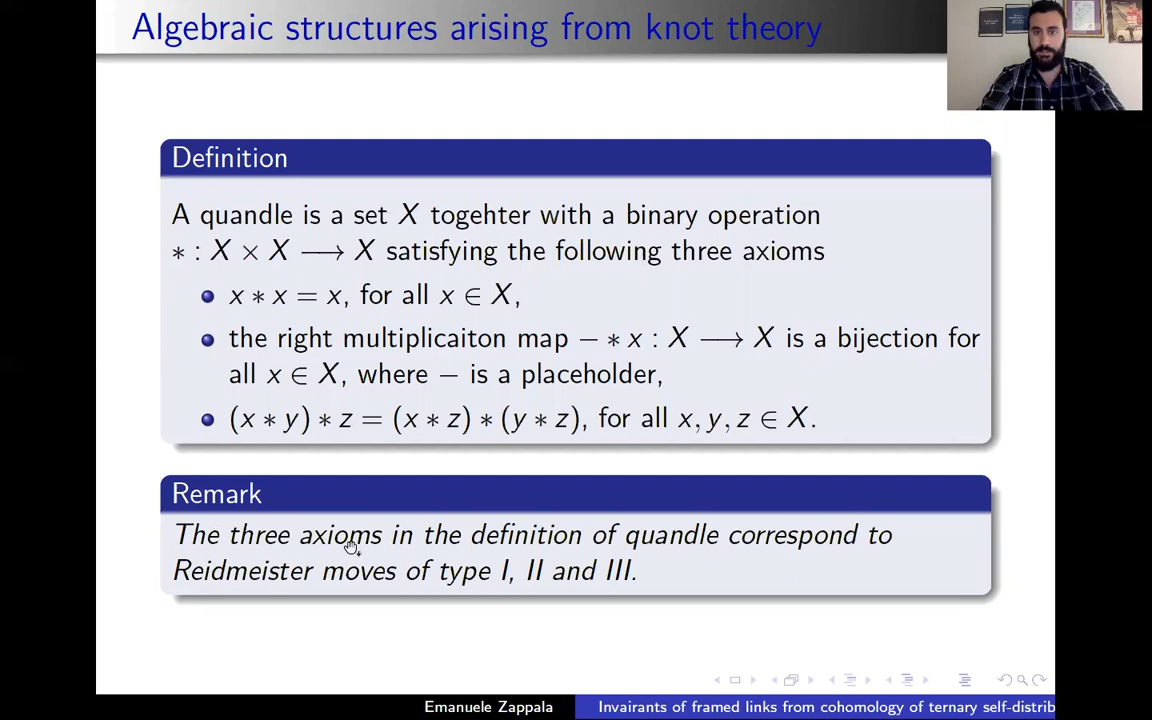 Algebraic structures arising from knot theory
Definition
A quandle is a set X togehter with a binary operation
∗ : X × X ⟶ X satisfying the following three axioms
x ∗ x = x, for all x ∈ X,
the right multiplicaiton map − ∗ x : X ⟶ X is a bijection for
all x ∈ X, where − is a placeholder,
(x ∗ y) ∗ z = (x ∗ z) ∗ (y ∗ z), for all x, y, z ∈ X.
Remark
The three axioms in the definition of quandle correspond to
Reidmeister moves of type I, II and III.
Emanuele Zappala
Invairants of framed links from cohomology of ternary self-distrib